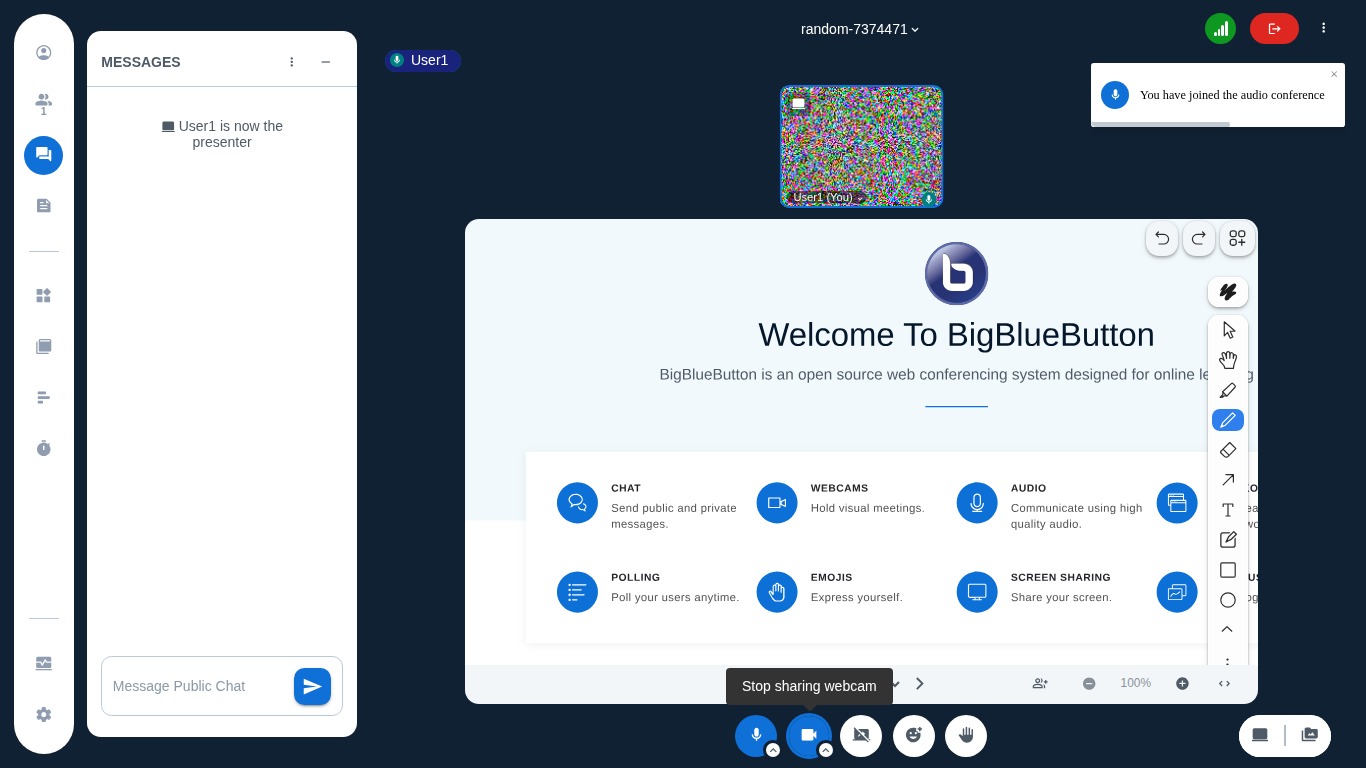 random-7374471
User1
You have joined the audio conference
MESSAGES
1
User1 is now the
presenter
User1 (You)
Welcome To BigBlueButton
BigBlueButton is an open source web conferencing system designed for online
CHAT
Send public and private
messages.
WEBCAMS
Hold visual meetings.
AUDIO
Communicate using high
quality audio.
POLLING
Poll your users anytime.
EMOJIS
Express yourself.
SCREEN SHARING
Share your screen.
Message Public Chat
Stop sharing webcam
100%